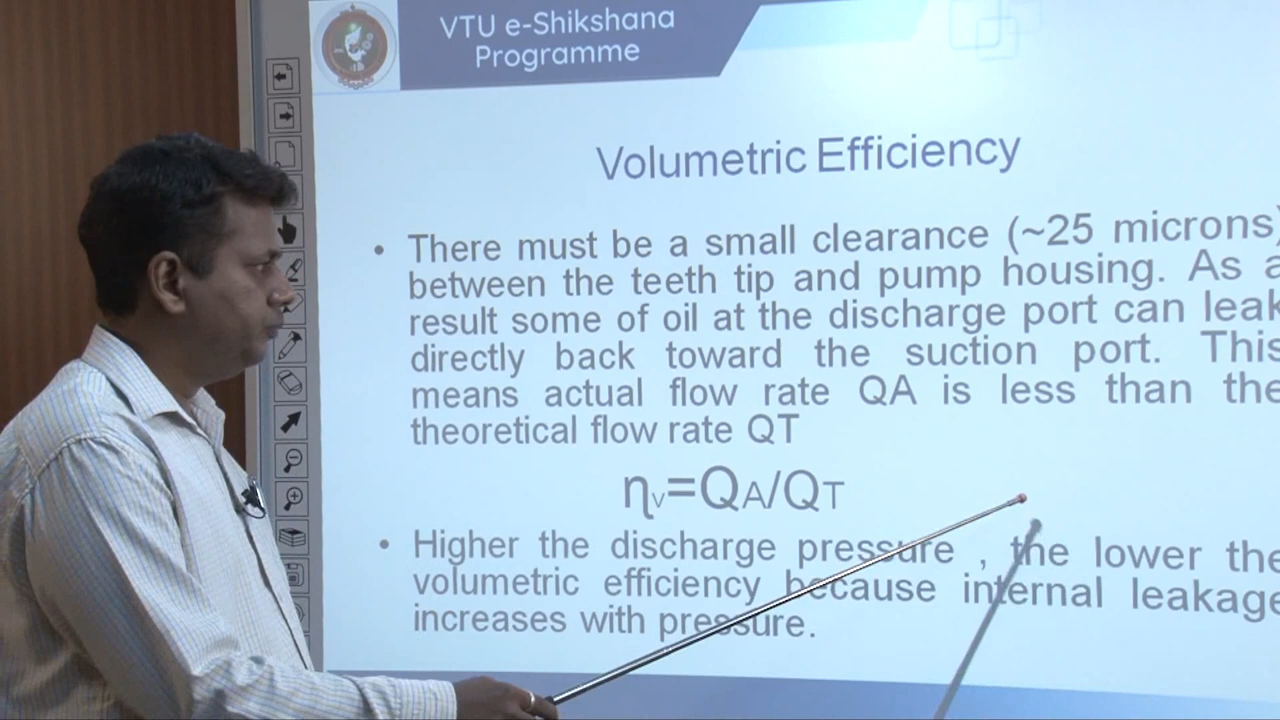 VTU e-Shikshana
Programme
Volumetric Efficiency
• There must be a small clearance (~25 microns)
between the teeth tip and pump housing. As a
result some of oil at the discharge port can leak
directly back toward the suction port. This
means actual flow rate QA is less than the
theoretical flow rate QT
ηv=QA/QT
• Higher the discharge pressure , the lower the
volumetric efficiency because internal leakage
increases with pressure.